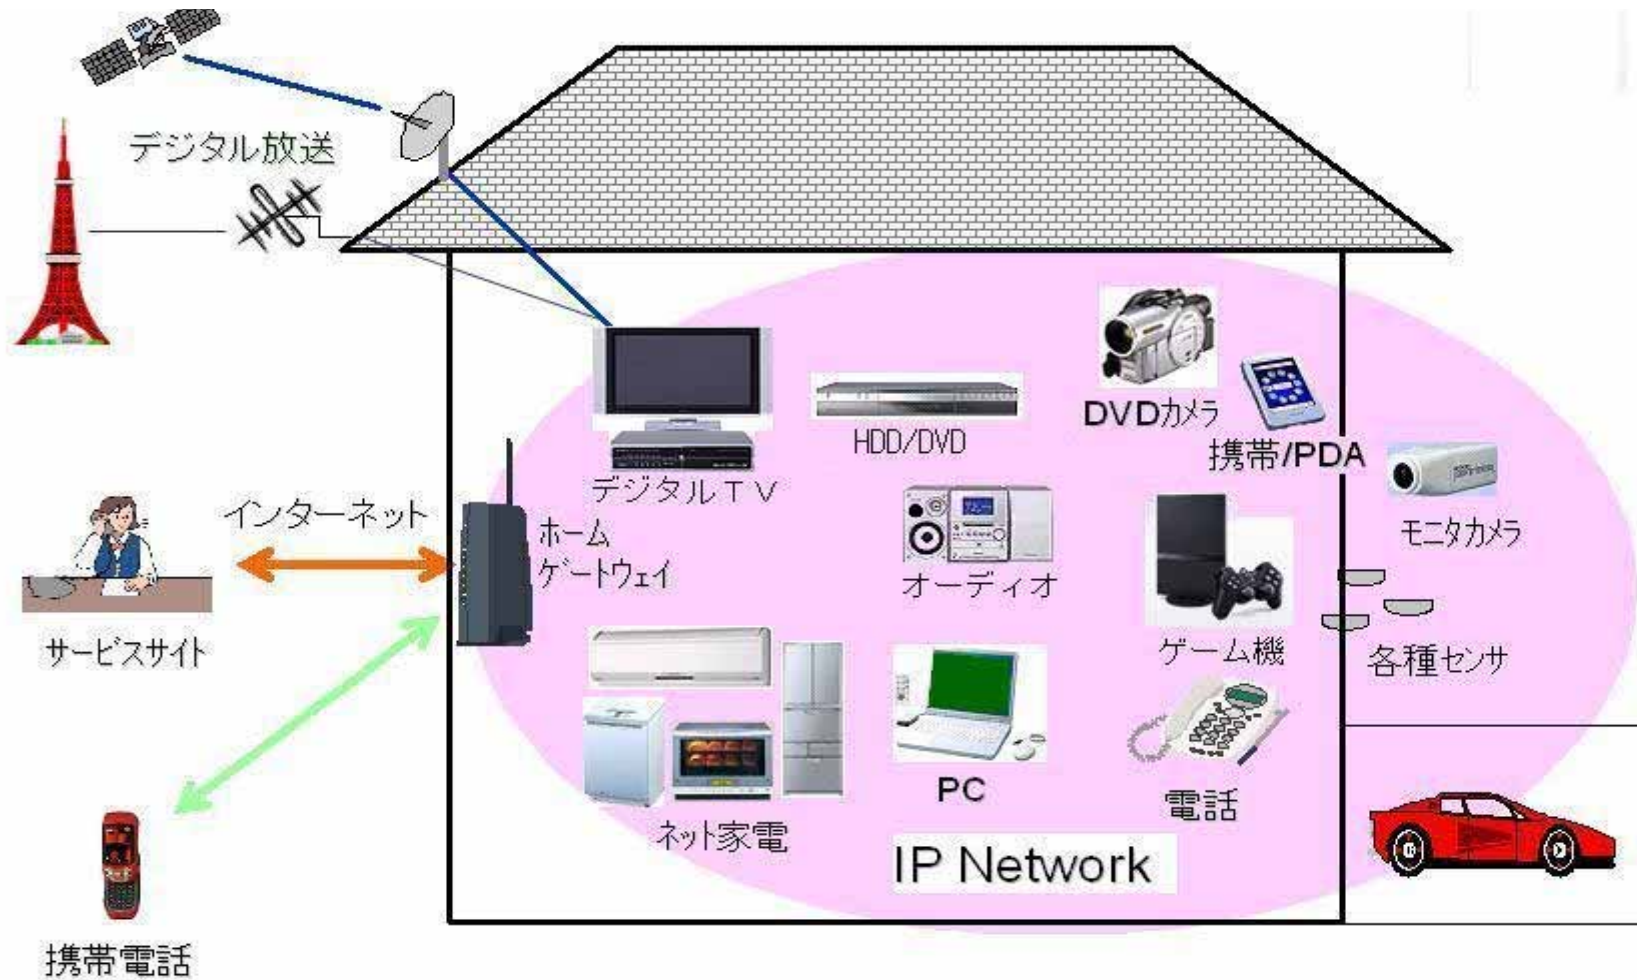 デジタル放送
DVDカメラ
HDD/DVD
携帯/PDA
デジタルTV
インターネット
ホーム
ゲートウェイ
オーディオ
モニタカメラ
サービスサイト
ゲーム機
各種センサ
PC
電話
ネット家電
IP Network
携帯電話